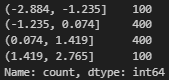 (-2.884, -1.235]    100
(-1.235, 0.074]     400
(0.074, 1.419]      400
(1.419, 2.765]      100
Name: count, dtype: int64